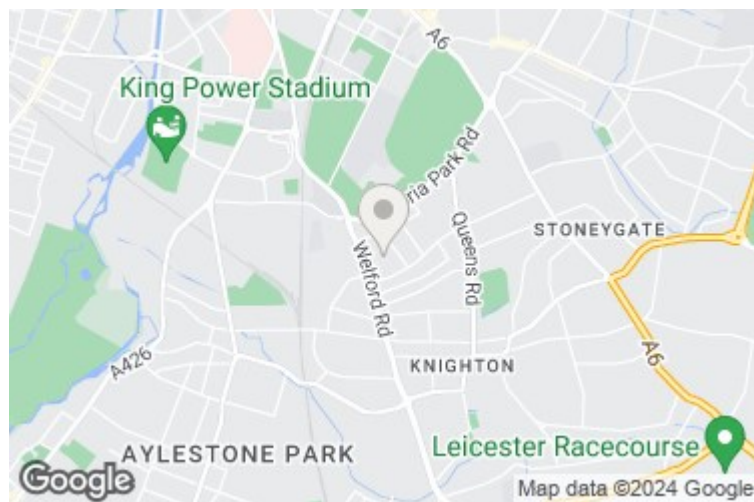 A6
King Power Stadium
ria Park Rd
Queens Rd
STONEYGATE
Welford Rd
A426
KNIGHTON
A6
AYLESTONE PARK
Leicester Racecourse
Google
Map data ©2024 Google